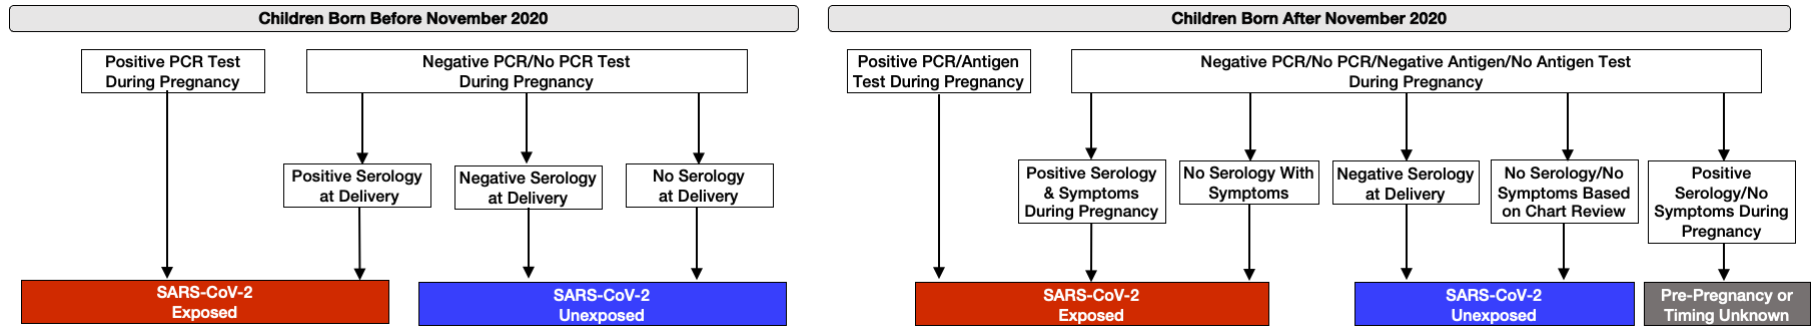 Children Born Before November 2020
Positive PCR Test
During Pregnancy
Negative PCR/No PCR Test
During Pregnancy
Positive Serology
at Delivery
Negative Serology
at Delivery
No Serology
at Delivery
SARS-CoV-2
Exposed
SARS-CoV-2
Unexposed
Children Born After November 2020
Positive PCR/Antigen
Test During Pregnancy
Negative PCR/No PCR/Negative Antigen/No Antigen Test
During Pregnancy
Positive Serology
& Symptoms
During Pregnancy
No Serology With
Symptoms
Negative Serology
at Delivery
No Serology/No
Symptoms Based
on Chart Review
Positive
Serology/No
Symptoms During
Pregnancy
SARS-CoV-2
Exposed
SARS-CoV-2
Unexposed
Pre-Pregnancy or
Timing Unknown